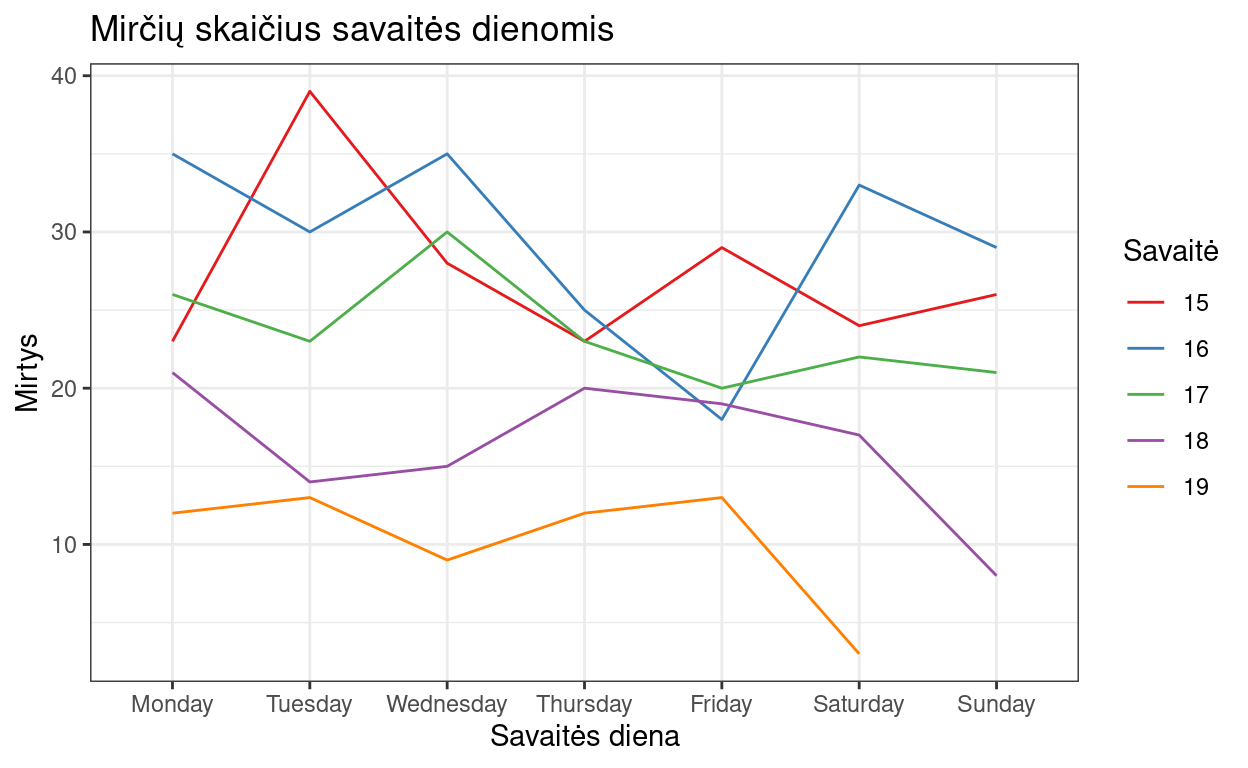 Mirčių skaičius savaitės dienomis
Mirtys
40
30
20
10
Monday Tuesday Wednesday Thursday Friday Saturday Sunday
Savaitės diena
Savaitė
15
16
17
18
19